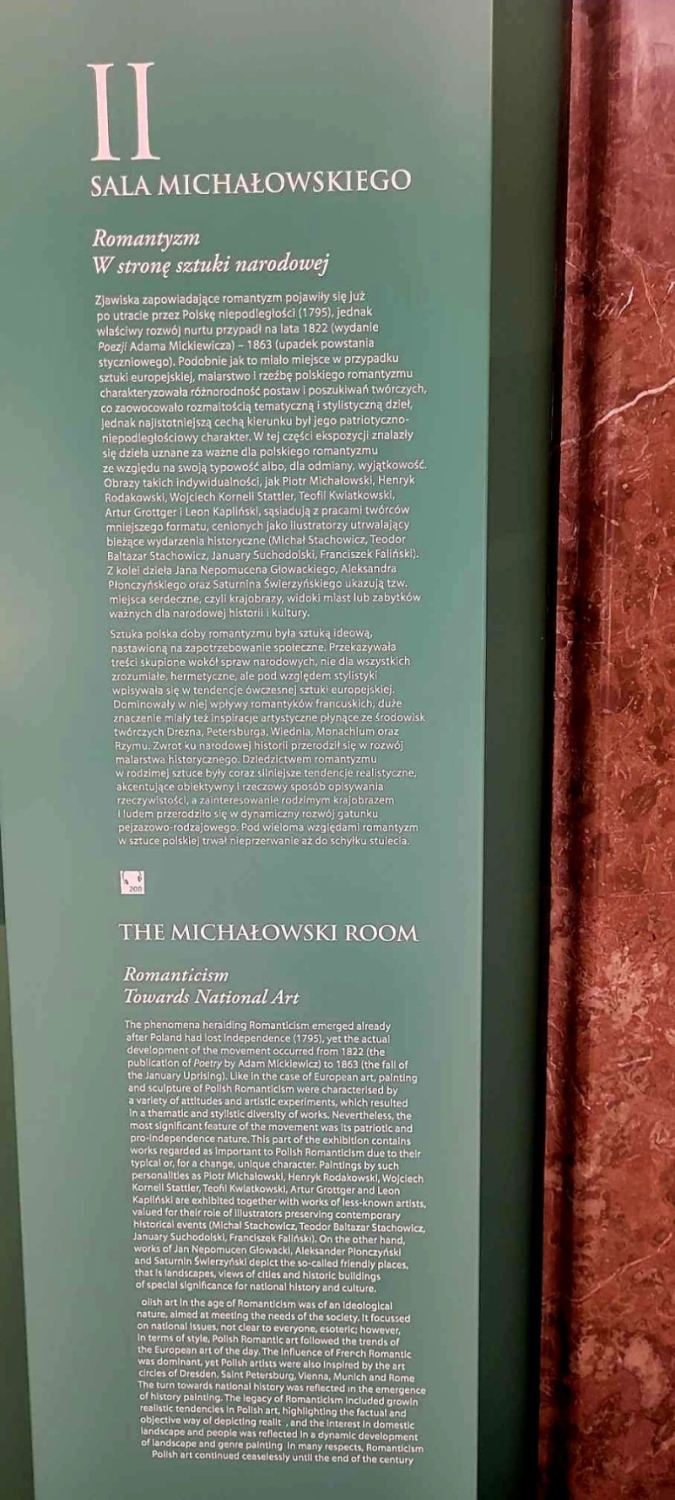 II
SALA MICHAŁOWSKIEGO
Romantyzm
W stronę sztuki narodowej
Zjawiska zapowiadające romantyzm pojawiły się już
po utracie przez Polskę niepodległości (1795), jednak
właściwy rozwój nurtu przypadł na lata 1822 (wydanie
Poezji Adama Mickiewicza) – 1863 (upadek powstania
styczniowego). Podobnie jak to miało miejsce w przypadku
sztuki europejskiej, malarstwo i rzeźbę polskiego romantyzmu
charakteryzowała różnorodność postaw i poszukiwań twórczych,
co zaowocowało rozmaitością tematyczną i stylistyczną dzieł,
Jednak najistotniejszą cechą kierunku był jego patriotyczno-
niepodległościowy charakter. W tej części ekspozycji znalazły
się dzieła uznane za ważne dla polskiego romantyzmu
ze względu na swoją typowość albo, dla odmiany, wyjątkowość.
Obrazy takich indywidualności, jak Piotr Michałowski, Henryk
Rodakowski, Wojciech Korneli Stattler, Teofil Kwiatkowski,
Artur Grottger i Leon Kapliński, sąsiadują z pracami twórców
mniejszego formatu, cenionych jako ilustratorzy utrwalający
bieżące wydarzenia historyczne (Michał Stachowicz, Teodor
Baltazar Stachowicz, January Suchodolski, Franciszek Faliński).
Z kolei dzieła Jana Nepomucena Głowackiego, Aleksandra
Płonczyńskiego oraz Saturnina Świerzyńskiego ukazują tzw.
miejsca serdeczne, czyli krajobrazy, widoki miast lub zabytków
ważnych dla narodowej historii i kultury.
Sztuka polska doby romantyzmu była sztuką ideową,
nastawioną na zapotrzebowanie społeczne. Przekazywała
treści skupione wokół spraw narodowych, nie dla wszystkich
zrozumiałe, hermetyczne, ale pod względem stylistyki
wpisywała się w tendencje ówczesnej sztuki europejskiej.
Dominowały w niej wpływy romantyków francuskich, duże
znaczenie miały też inspiracje artystyczne płynące ze środowisk
twórczych Drezna, Petersburga, Wiednia, Monachium oraz
Rzymu. Zwrot ku narodowej historii przerodził się w rozwój
malarstwa historycznego. Dziedzictwem romantyzmu
w rodzimej sztuce były coraz silniejsze tendencje realistyczne,
akcentujące obiektywny i rzeczowy sposób opisywania
rzeczywistości, a zainteresowanie rodzimym krajobrazem
i ludem przerodziło się w dynamiczny rozwój gatunku
pejzażowo-rodzajowego. Pod wieloma względami romantyzm
w sztuce polskiej trwał nieprzerwanie aż do schyłku stulecia.
200
THE MICHAŁOWSKI ROOM
Romanticism
Towards National Art
The phenomena heralding Romanticism emerged already
after Poland had lost independence (1795), yet the actual
development of the movement occurred from 1822 (the
publication of Poetry by Adam Mickiewicz) to 1863 (the fall of
the January Uprising). Like in the case of European art, painting
and sculpture of Polish Romanticism were characterised by
a variety of attitudes and artistic experiments, which resulted
in a thematic and stylistic diversity of works. Nevertheless, the
most significant feature of the movement was its patriotic and
pro-independence nature. This part of the exhibition contains
works regarded as important to Polish Romanticism due to their
typical or, for a change, unique character. Paintings by such
personalities as Piotr Michałowski, Henryk Rodakowski, Wojciech
Korneli Stattler, Teofil Kwiatkowski, Artur Grottger and Leon
Kapliński are exhibited together with works of less-known artists,
valued for their role of illustrators preserving contemporary
historical events (Michał Stachowicz, Teodor Baltazar Stachowicz,
January Suchodolski, Franciszek Faliński). On the other hand,
works of Jan Nepomucen Głowacki, Aleksander Płonczyński
and Saturnin Świerzyński depict the so-called friendly places,
that is landscapes, views of cities and historic buildings
of special significance for national history and culture.
olish art in the age of Romanticism was of an ideological
nature, aimed at meeting the needs of the society. It focussed
on national issues, not clear to everyone, esoteric; however,
in terms of style, Polish Romantic art followed the trends of
the European art of the day. The influence of French Romantic
was dominant, yet Polish artists were also inspired by the art
circles of Dresden, Saint Petersburg, Vienna, Munich and Rome
The turn towards national history was reflected in the emergence
of history painting. The legacy of Romanticism included growin
realistic tendencies in Polish art, highlighting the factual and
objective way of depicting realit , and the interest in domestic
landscape and people was reflected in a dynamic development
of landscape and genre painting In many respects, Romanticism
Polish art continued ceaselessly until the end of the century